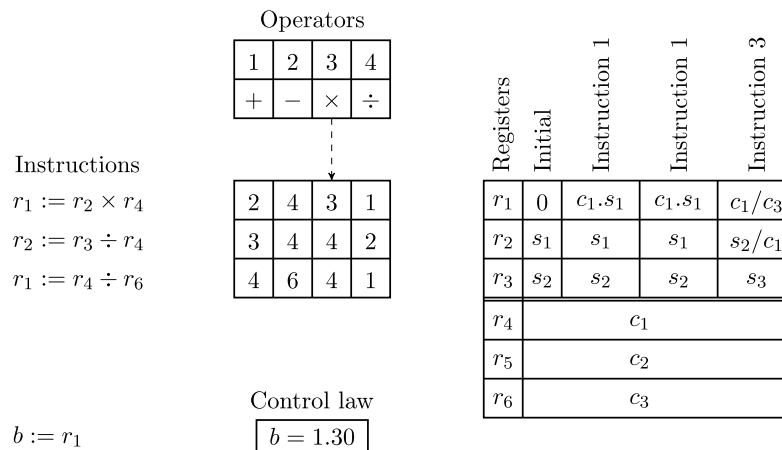 Operators
1 2 3 4
+ − × ÷
Registers
Initial
Instruction 1
Instruction 1
Instruction 3
Instructions
r₁ := r₂ × r₄ 2 4 3 1
r₂ := r₃ ÷ r₄ 3 4 4 2
r₁ := r₄ ÷ r₆ 4 6 4 1
r₁ 0 c₁.s₁ c₁.s₁ c₁/c₃
r₂ s₁ s₁ s₁ s₂/c₁
r₃ s₂ s₂ s₂ s₃
r₄ c₁
r₅ c₂
r₆ c₃
Control law
b := r₁ b = 1.30